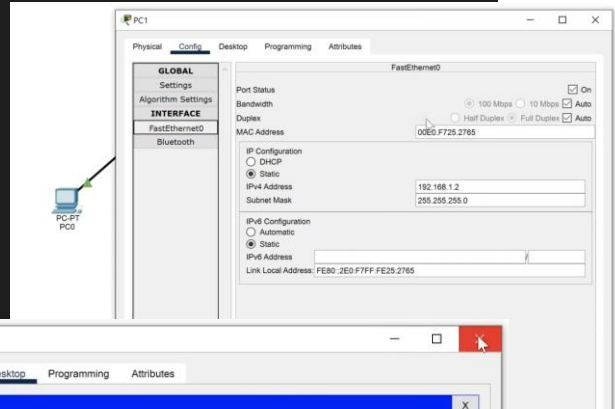 PC1
Physical Config Desktop Programming Attributes
GLOBAL
Settings
Algorithm Settings
INTERFACE
FastEthernet0
Bluetooth
FastEthernet0
Port Status On
Bandwidth 100 Mbps 10 Mbps Auto
Duplex Half Duplex Full Duplex Auto
MAC Address 00E0.F725.2765
IP Configuration
DHCP
Static
IPv4 Address 192.168.1.2
Subnet Mask 255.255.255.0
IPv6 Configuration
Automatic
Static
IPv6 Address /
Link Local Address: FE80::2E0:F7FF:FE25:2765
PC-PT
PC0
Programming Attributes
X